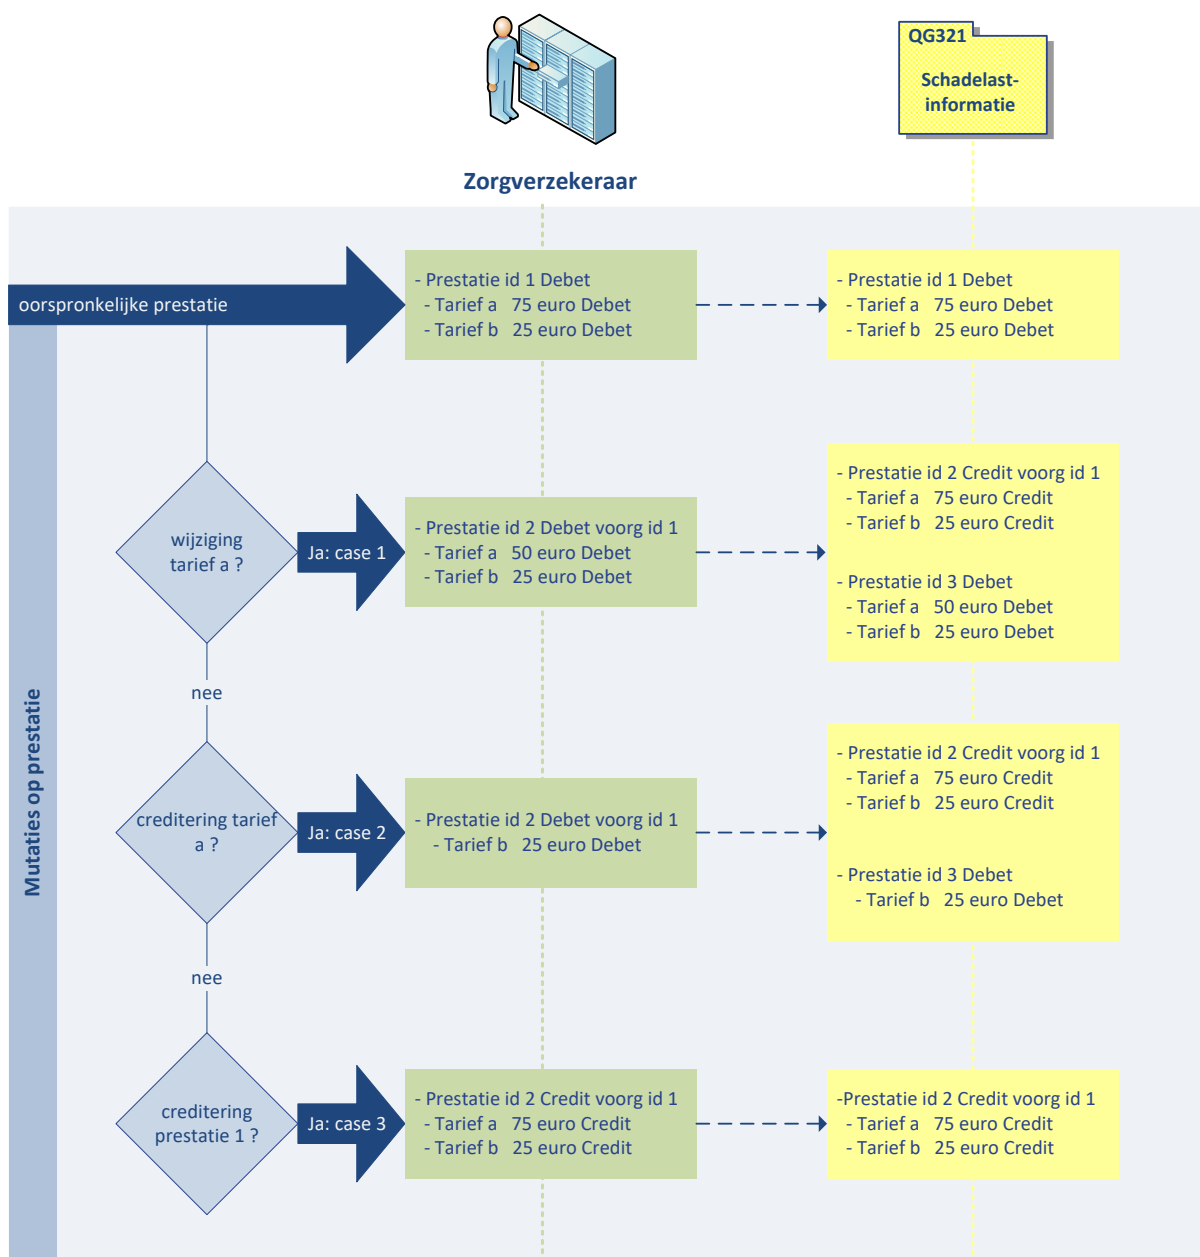 QG321
Schadelast-
informatie
Zorgverzekeraar
oorspronkelijke prestatie
- Prestatie id 1 Debet
- Tarief a   75 euro Debet
- Tarief b   25 euro Debet
- Prestatie id 1 Debet
- Tarief a   75 euro Debet
- Tarief b   25 euro Debet
Mutaties op prestatie
wijziging
tarief a ?
Ja: case 1
- Prestatie id 2 Debet voorg id 1
- Tarief a   50 euro Debet
- Tarief b   25 euro Debet
- Prestatie id 2 Credit voorg id 1
- Tarief a   75 euro Credit
- Tarief b   25 euro Credit
- Prestatie id 3 Debet
- Tarief a   50 euro Debet
- Tarief b   25 euro Debet
nee
creditering tarief
a ?
Ja: case 2
- Prestatie id 2 Debet voorg id 1
- Tarief b   25 euro Debet
- Prestatie id 2 Credit voorg id 1
- Tarief a   75 euro Credit
- Tarief b   25 euro Credit
- Prestatie id 3 Debet
- Tarief b   25 euro Debet
nee
creditering
prestatie 1 ?
Ja: case 3
- Prestatie id 2 Credit voorg id 1
- Tarief a   75 euro Credit
- Tarief b   25 euro Credit
-Prestatie id 2 Credit voorg id 1
- Tarief a   75 euro Credit
- Tarief b   25 euro Credit